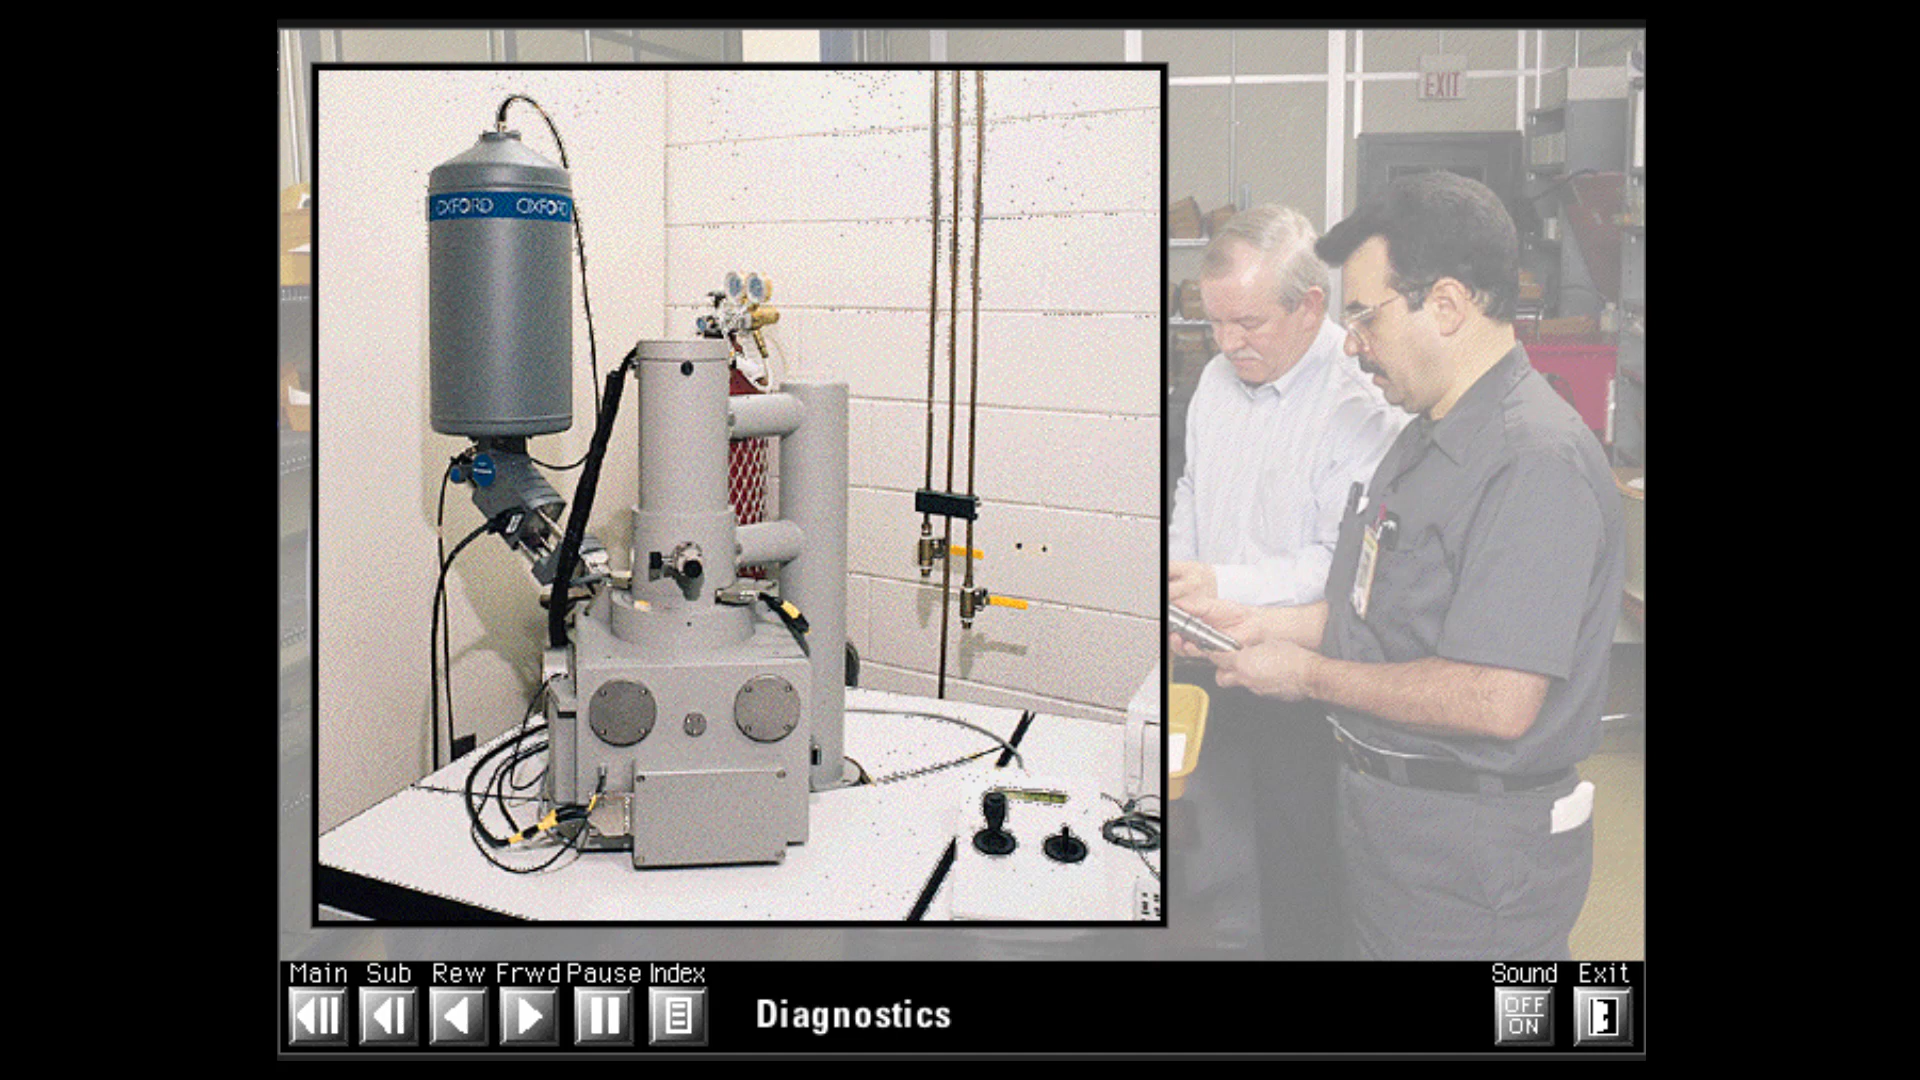 EXIT
OXFORD OXFORD
Main Sub Rew Frwd Pause Index
Diagnostics
Sound Exit
OFF
ON